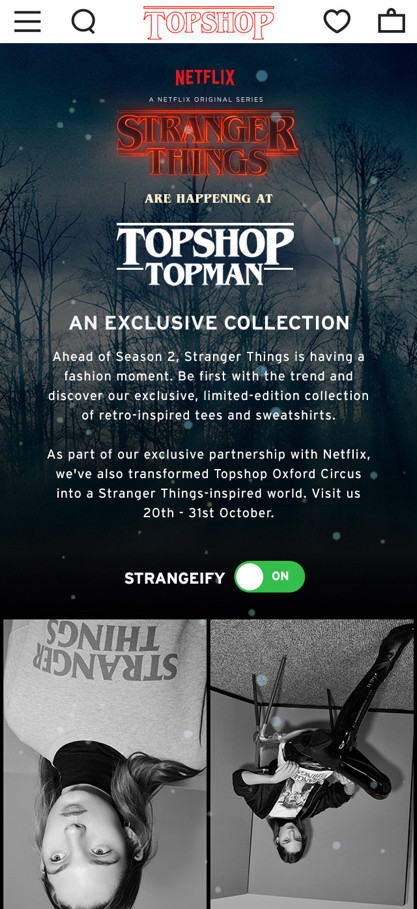 TOPSHOP
NETFLIX
A NETFLIX ORIGINAL SERIES
STRANGER
THINGS
ARE HAPPENING AT
TOPSHOP
TOPMAN
AN EXCLUSIVE COLLECTION
Ahead of Season 2, Stranger Things is having a
fashion moment. Be first with the trend and
discover our exclusive, limited-edition collection
of retro-inspired tees and sweatshirts.
As part of our exclusive partnership with Netflix,
we've also transformed Topshop Oxford Circus
into a Stranger Things-inspired world. Visit us
20th - 31st October.
STRANGEIFY ON
STRANGER
THINGS